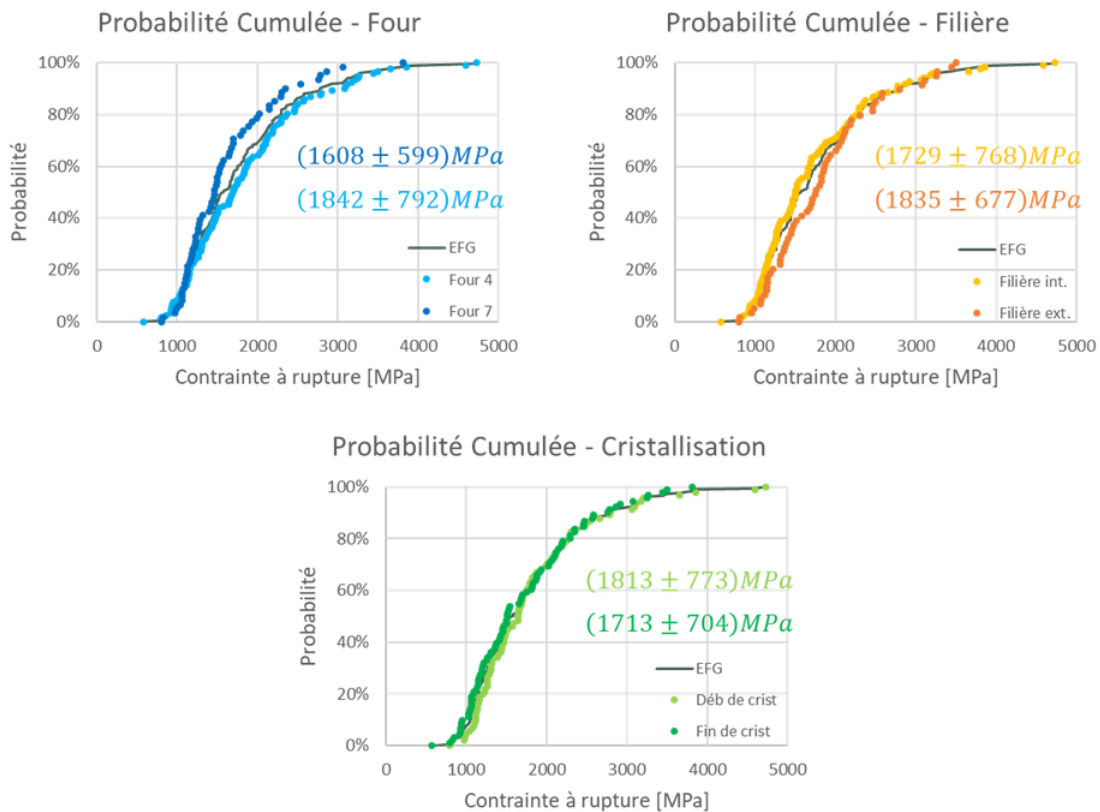 Probabilité Cumulée - Four
100%
80%
60%
40%
20%
0%
Probabilité
(1608 ± 599)MPa
(1842 ± 792)MPa
EFG
Four 4
Four 7
0 1000 2000 3000 4000 5000
Contrainte à rupture [MPa]
Probabilité Cumulée - Filière
100%
80%
60%
40%
20%
0%
Probabilité
(1729 ± 768)MPa
(1835 ± 677)MPa
EFG
Filière int.
Filière ext.
0 1000 2000 3000 4000 5000
Contrainte à rupture [MPa]
Probabilité Cumulée - Cristallisation
100%
80%
60%
40%
20%
0%
Probabilité
(1813 ± 773)MPa
(1713 ± 704)MPa
EFG
Déb de crist
Fin de crist
0 1000 2000 3000 4000 5000
Contrainte à rupture [MPa]